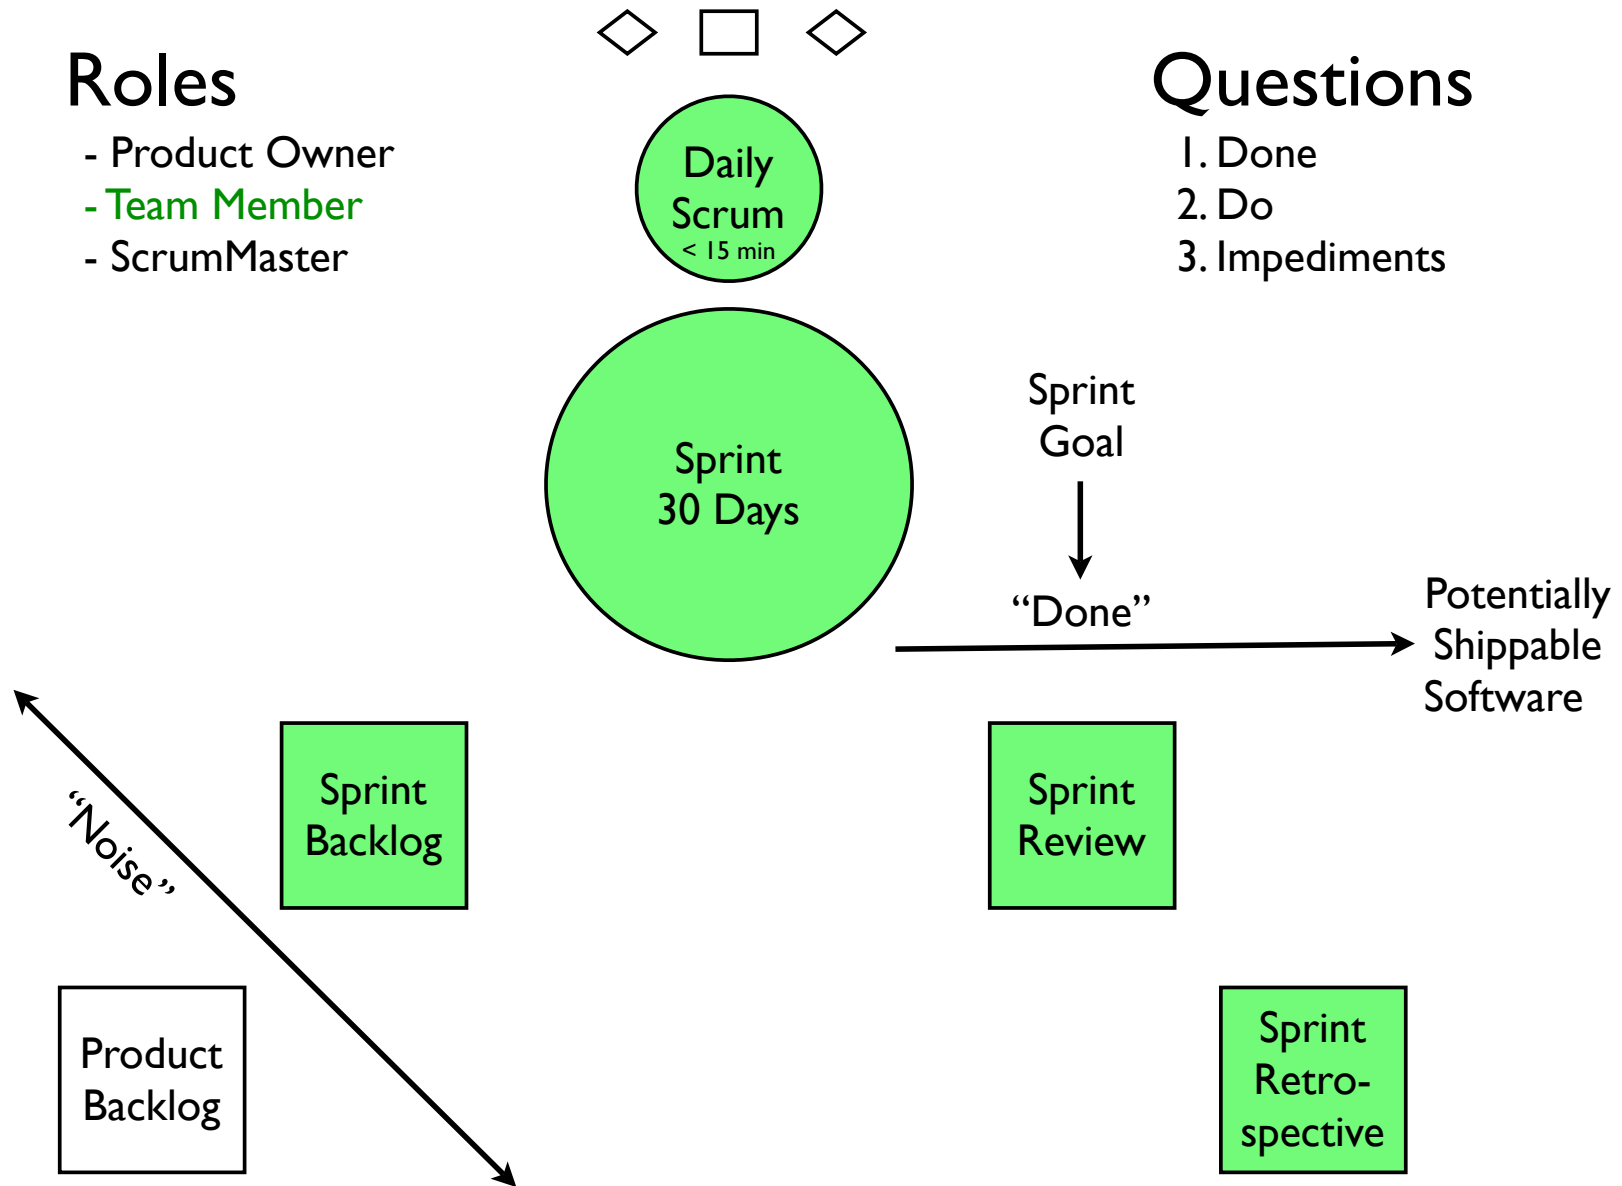 Roles
- Product Owner
- Team Member
- ScrumMaster
Daily
Scrum
< 15 min
Questions
1. Done
2. Do
3. Impediments
Sprint
30 Days
Sprint
Goal
“Done”
Potentially
Shippable
Software
“Noise”
Sprint
Backlog
Sprint
Review
Product
Backlog
Sprint
Retro-
spective